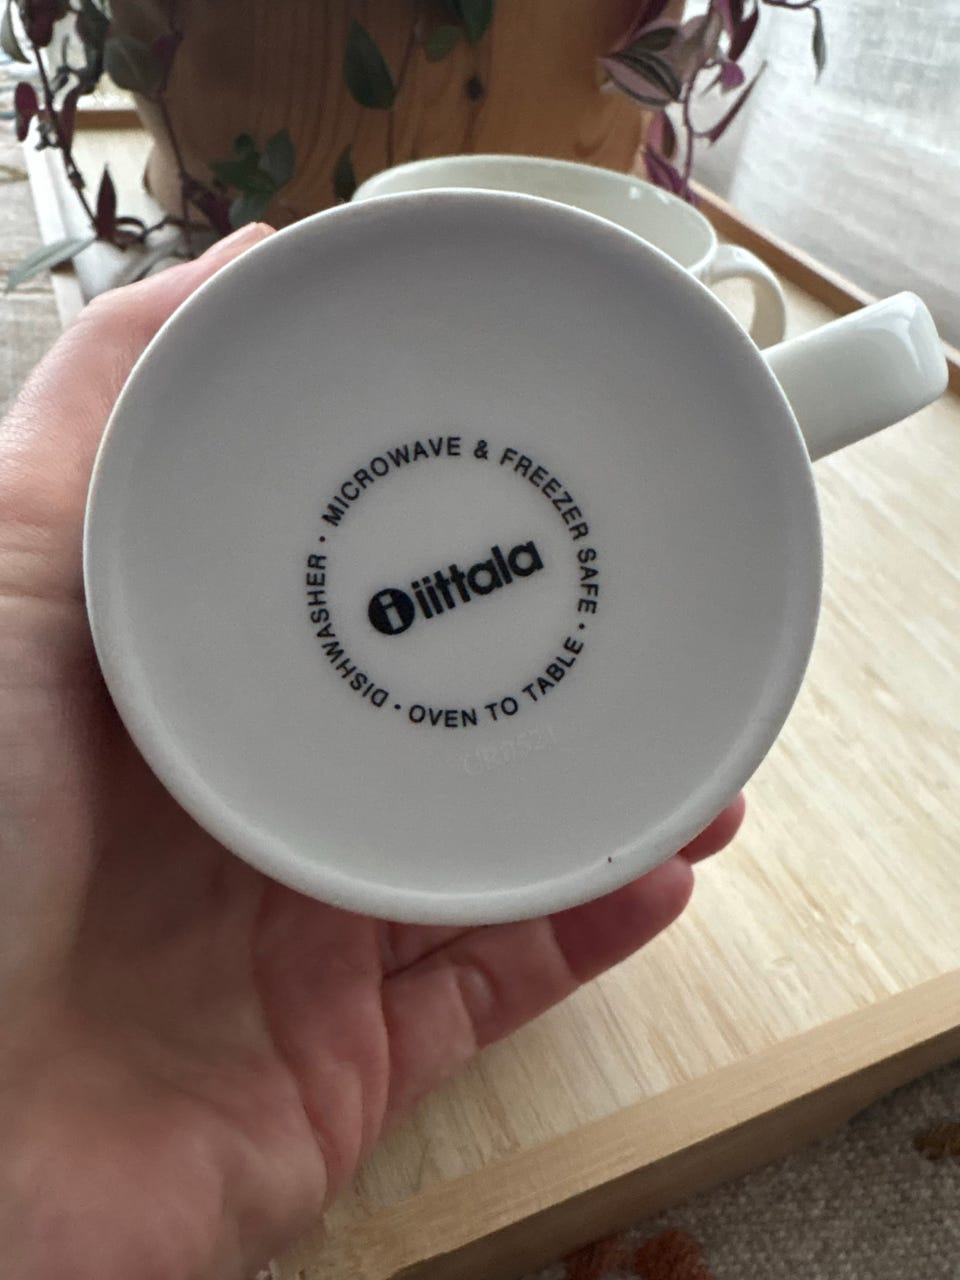 MICROWAVE & FREEZER SAFE • OVEN TO TABLE • DISHWASHER •
i iittala